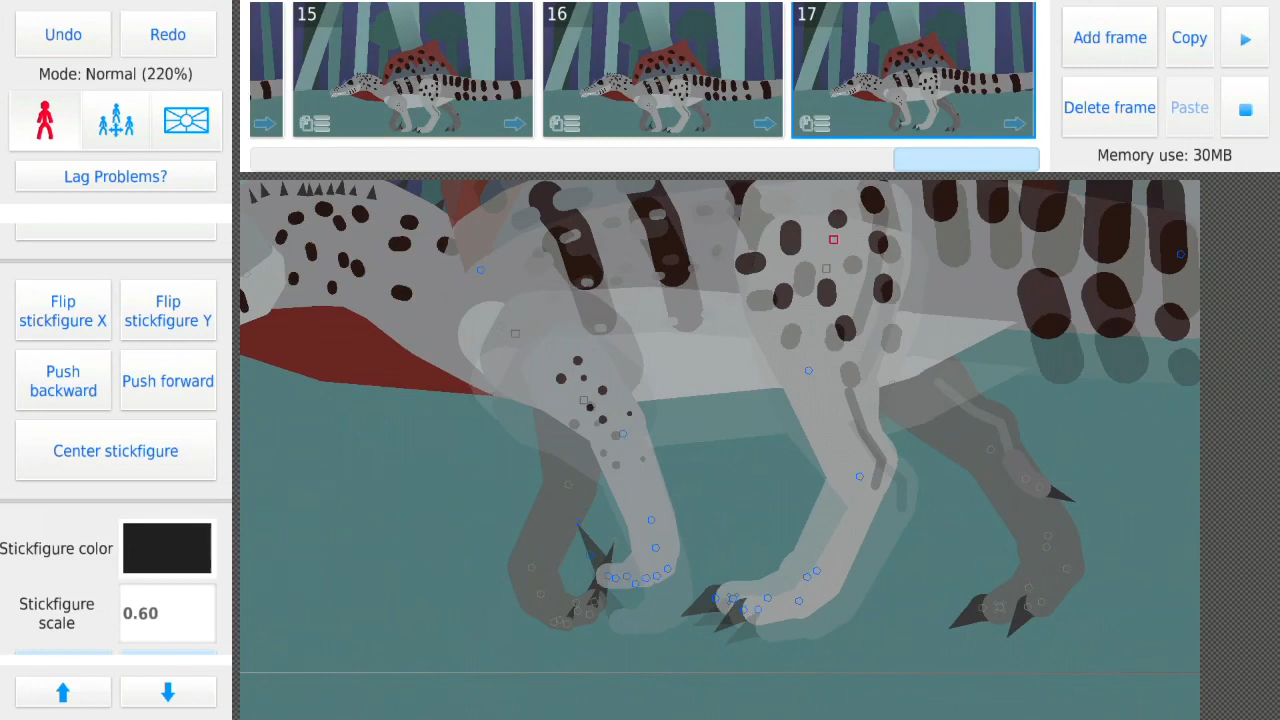 Undo
Redo
Mode: Normal (220%)
Lag Problems?
Flip stickfigure X
Flip stickfigure Y
Push backward
Push forward
Center stickfigure
Stickfigure color
Stickfigure scale
0.60
15
16
17
Add frame
Copy
Delete frame
Paste
Memory use: 30MB